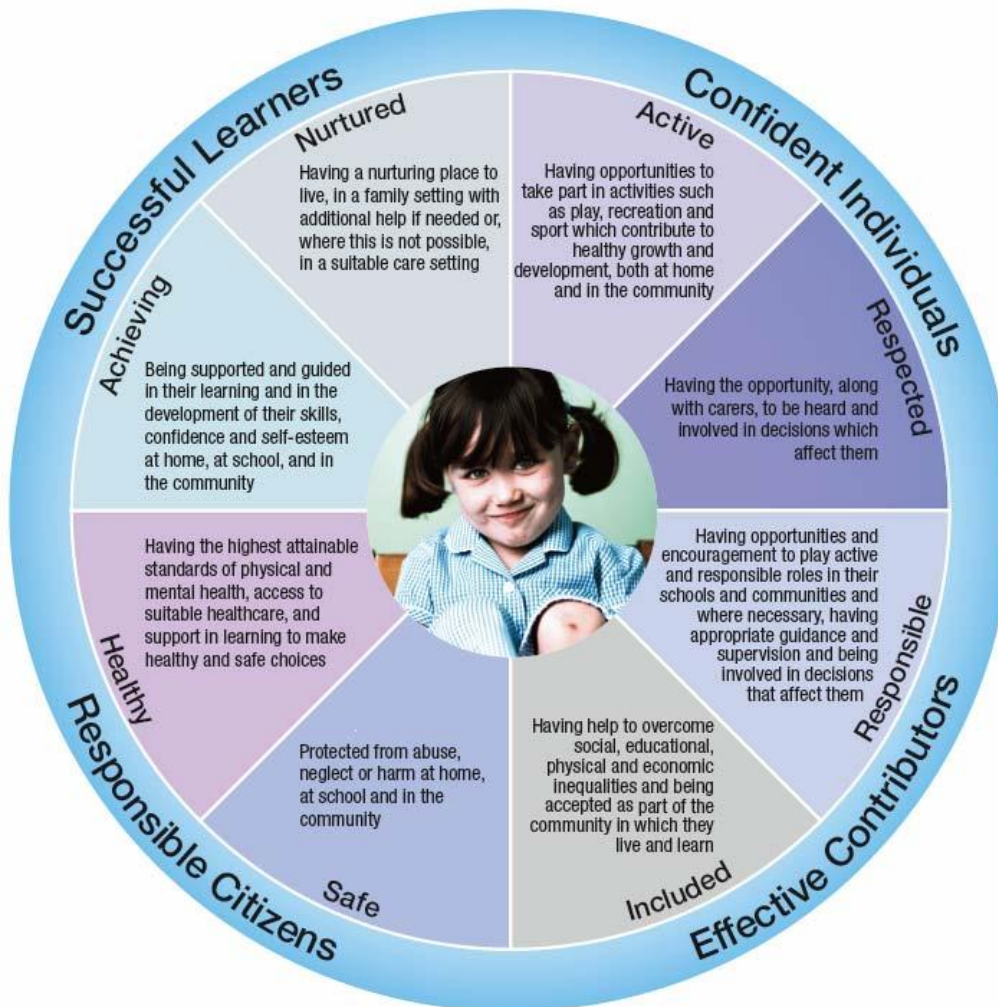 Successful Learners
Confident Individuals
Nurtured
Having a nurturing place to
live, in a family setting with
additional help if needed or,
where this is not possible,
in a suitable care setting
Active
Having opportunities to
take part in activities such
as play, recreation and
sport which contribute to
healthy growth and
development, both at home
and in the community
Achieving
Being supported and guided
in their learning and in the
development of their skills,
confidence and self-esteem
at home, at school, and in
the community
Respected
Having the opportunity, along
with carers, to be heard and
involved in decisions which
affect them
Healthy
Having the highest attainable
standards of physical and
mental health, access to
suitable healthcare, and
support in learning to make
healthy and safe choices
Responsible
Having opportunities and
encouragement to play active
and responsible roles in their
schools and communities and
where necessary, having
appropriate guidance and
supervision and being
involved in decisions
that affect them
Safe
Protected from abuse,
neglect or harm at home,
at school and in the
community
Included
Having help to overcome
social, educational,
physical and economic
inequalities and being
accepted as part of the
community in which they
live and learn
Responsible Citizens
Effective Contributors